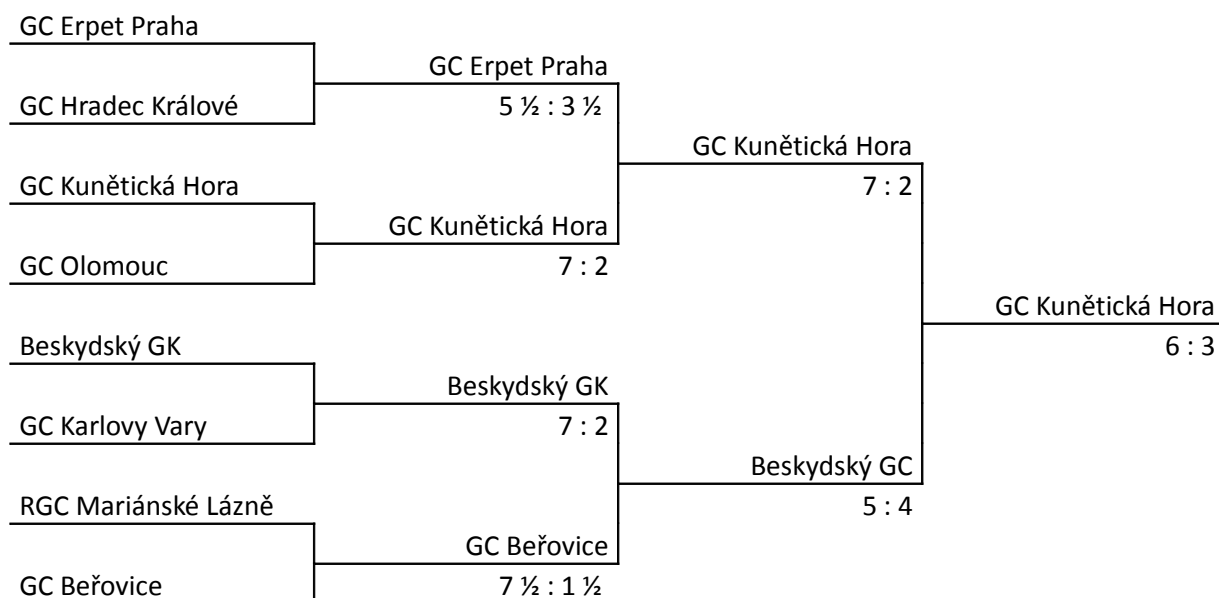 GC Erpet Praha
GC Erpet Praha
GC Hradec Králové
5 ½ : 3 ½
GC Kunětická Hora
7 : 2
GC Kunětická Hora
GC Kunětická Hora
GC Olomouc
7 : 2
GC Kunětická Hora
6 : 3
Beskydský GK
Beskydský GK
GC Karlovy Vary
7 : 2
Beskydský GC
5 : 4
RGC Mariánské Lázně
GC Beřovice
GC Beřovice
7 ½ : 1 ½